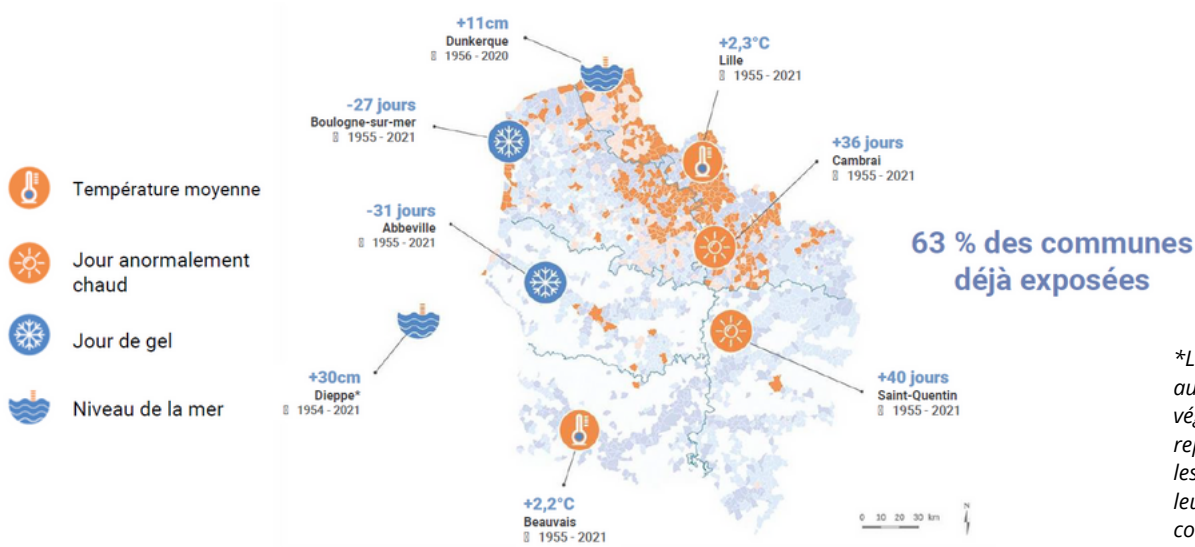 +11cm
Dunkerque
1956 - 2020
+2,3°C
Lille
1955 - 2021
-27 jours
Boulogne-sur-mer
1955 - 2021
+36 jours
Cambrai
1955 - 2021
Température moyenne
-31 jours
Abbeville
1955 - 2021
Jour anormalement
chaud
63 % des communes
déjà exposées
Jour de gel
Niveau de la mer
+30cm
Dieppe*
1954 - 2021
+40 jours
Saint-Quentin
1955 - 2021
+2,2°C
Beauvais
1955 - 2021
0 10 20 30 km
N
*L
au
vég
rep
les
leu
co